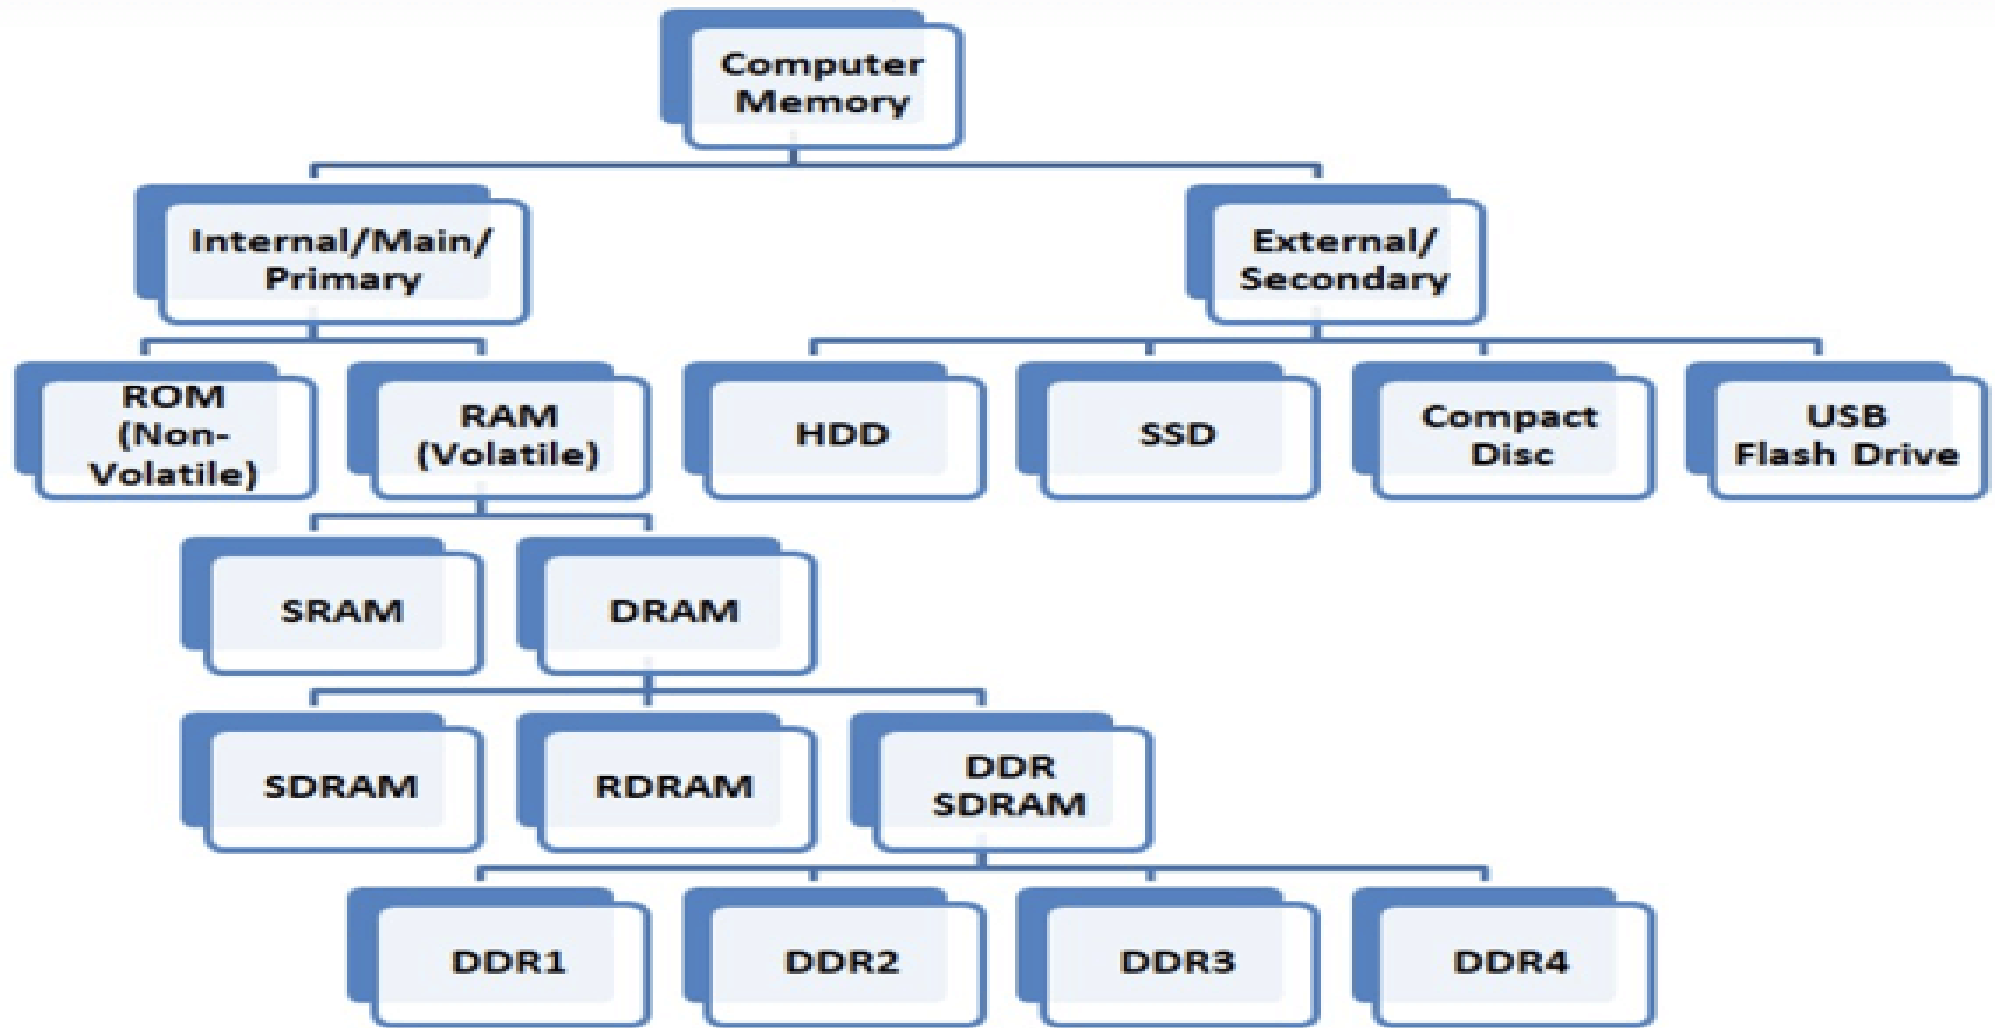 Computer
Memory
Internal/Main/
Primary
External/
Secondary
ROM
(Non-
Volatile)
RAM
(Volatile)
HDD
SSD
Compact
Disc
USB
Flash Drive
SRAM
DRAM
SDRAM
RDRAM
DDR
SDRAM
DDR1
DDR2
DDR3
DDR4